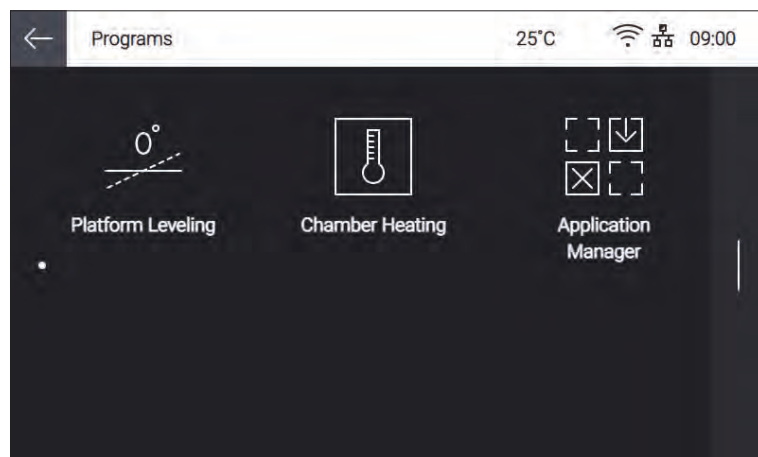 Programs 25°C 09:00
0°
Platform Leveling Chamber Heating Application
Manager